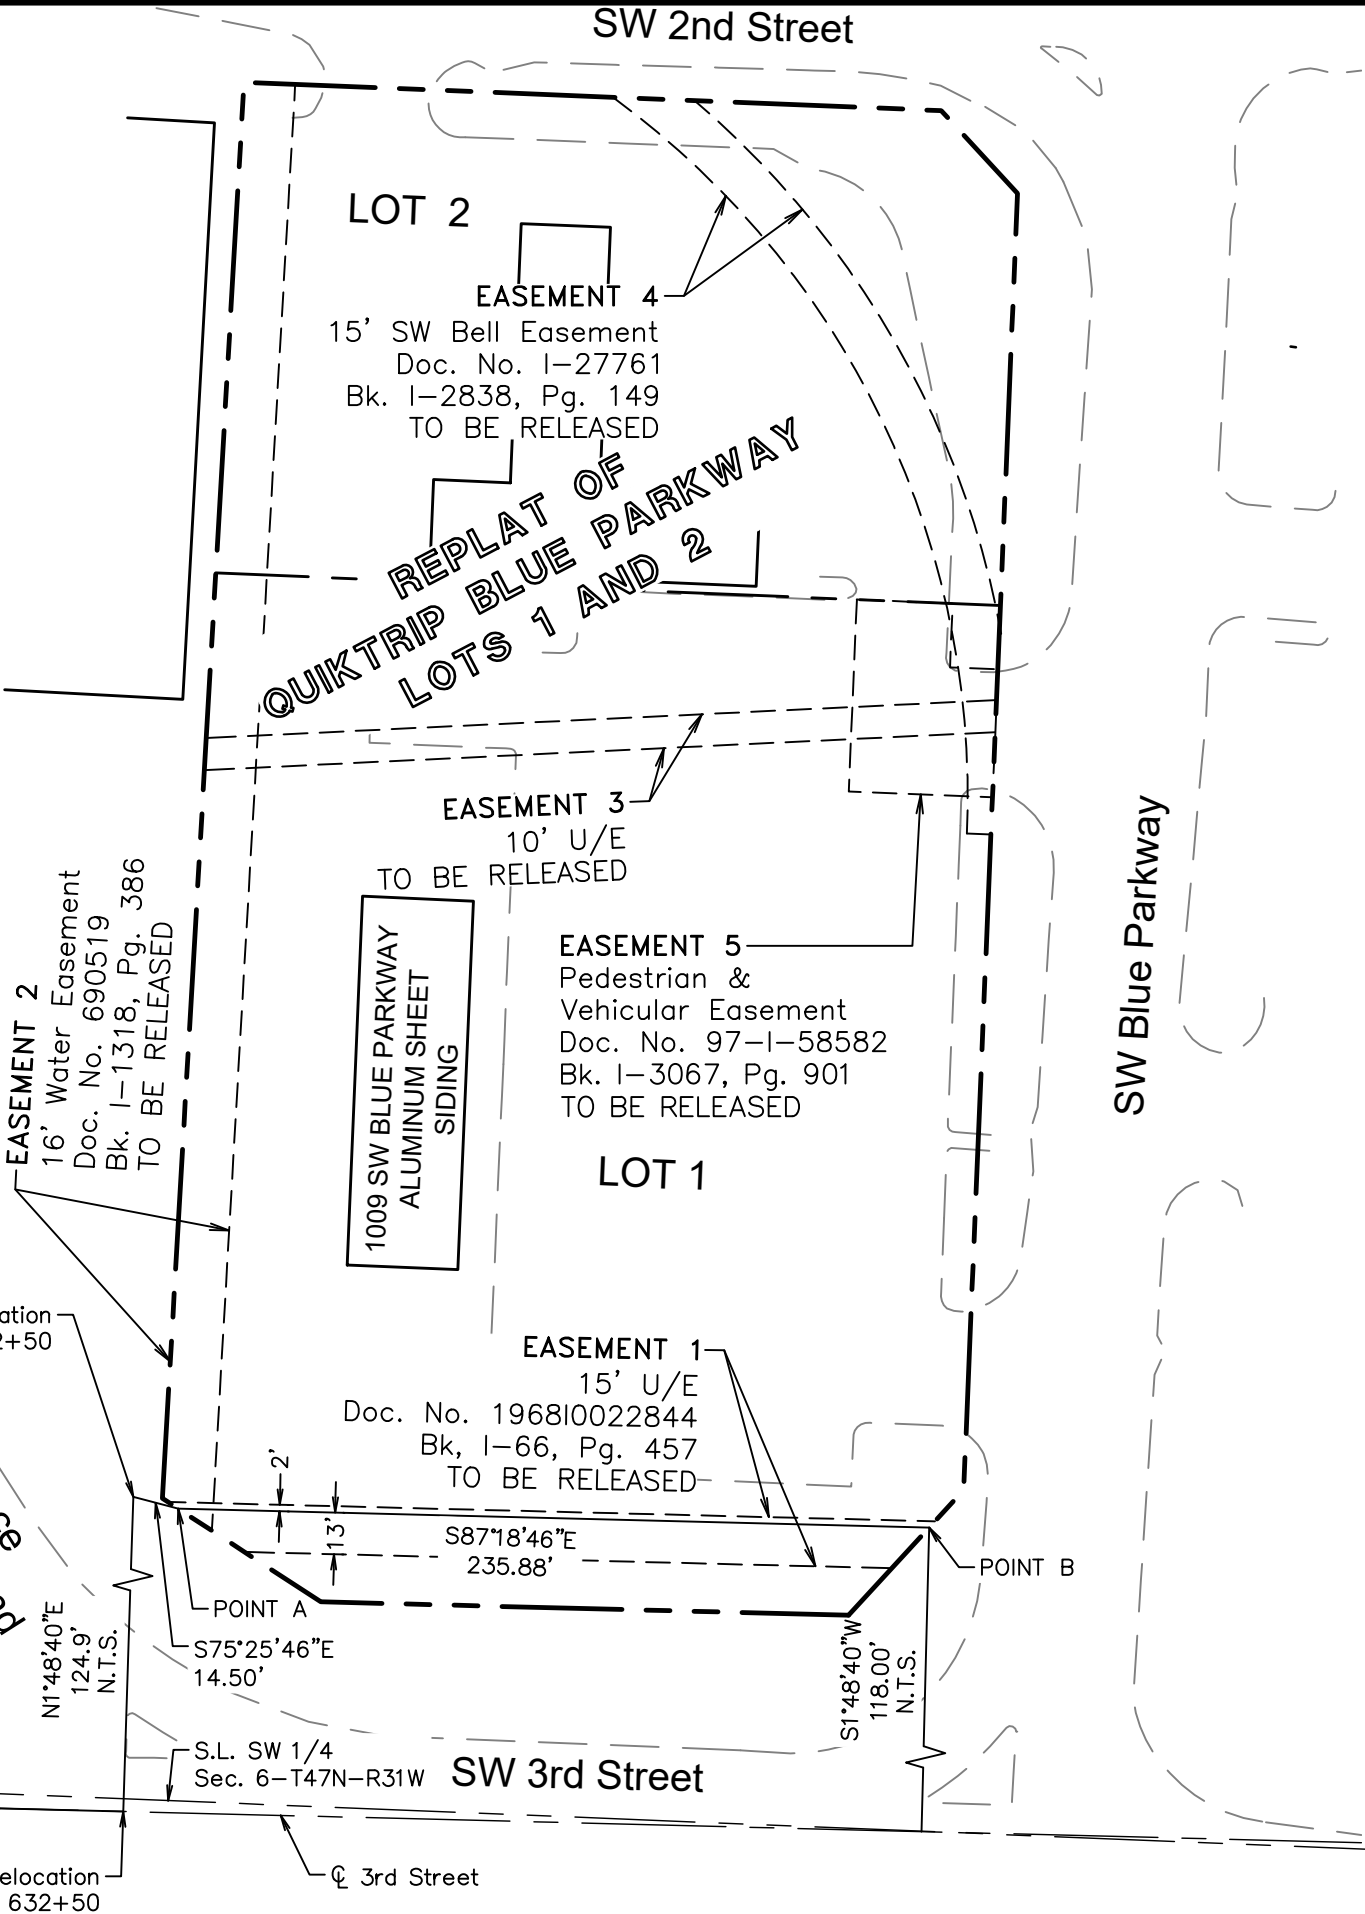 SW 2nd Street
LOT 2
EASEMENT 4
15' SW Bell Easement
Doc. No. I-27761
Bk. I-2838, Pg. 149
TO BE RELEASED
REPLAT OF
QUIKTRIP BLUE PARKWAY
LOTS 1 AND 2
EASEMENT 3
10' U/E
TO BE RELEASED
SW Blue Parkway
EASEMENT 2
16' Water Easement
Doc. No. 690519
Bk. I-1318, Pg. 386
TO BE RELEASED
1009 SW BLUE PARKWAY
ALUMINUM SHEET
SIDING
EASEMENT 5
Pedestrian &
Vehicular Easement
Doc. No. 97-I-58582
Bk. I-3067, Pg. 901
TO BE RELEASED
LOT 1
ation
2+50
EASEMENT 1
15' U/E
Doc. No. 1968I0022844
Bk, I-66, Pg. 457
TO BE RELEASED
2'
13'
S87°18'46"E
235.88'
POINT B
POINT A
S75°25'46"E
14.50'
N1°48'40"E
124.9'
N.T.S.
S1°48'40"W
118.00'
N.T.S.
S.L. SW 1/4
Sec. 6-T47N-R31W
SW 3rd Street
elocation
632+50
℄ 3rd Street